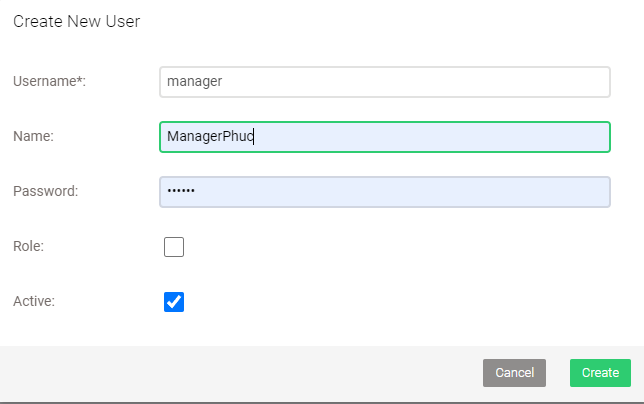 Create New User
Username*: manager
Name: ManagerPhuc
Password: ••••••
Role:
Active:
Cancel Create